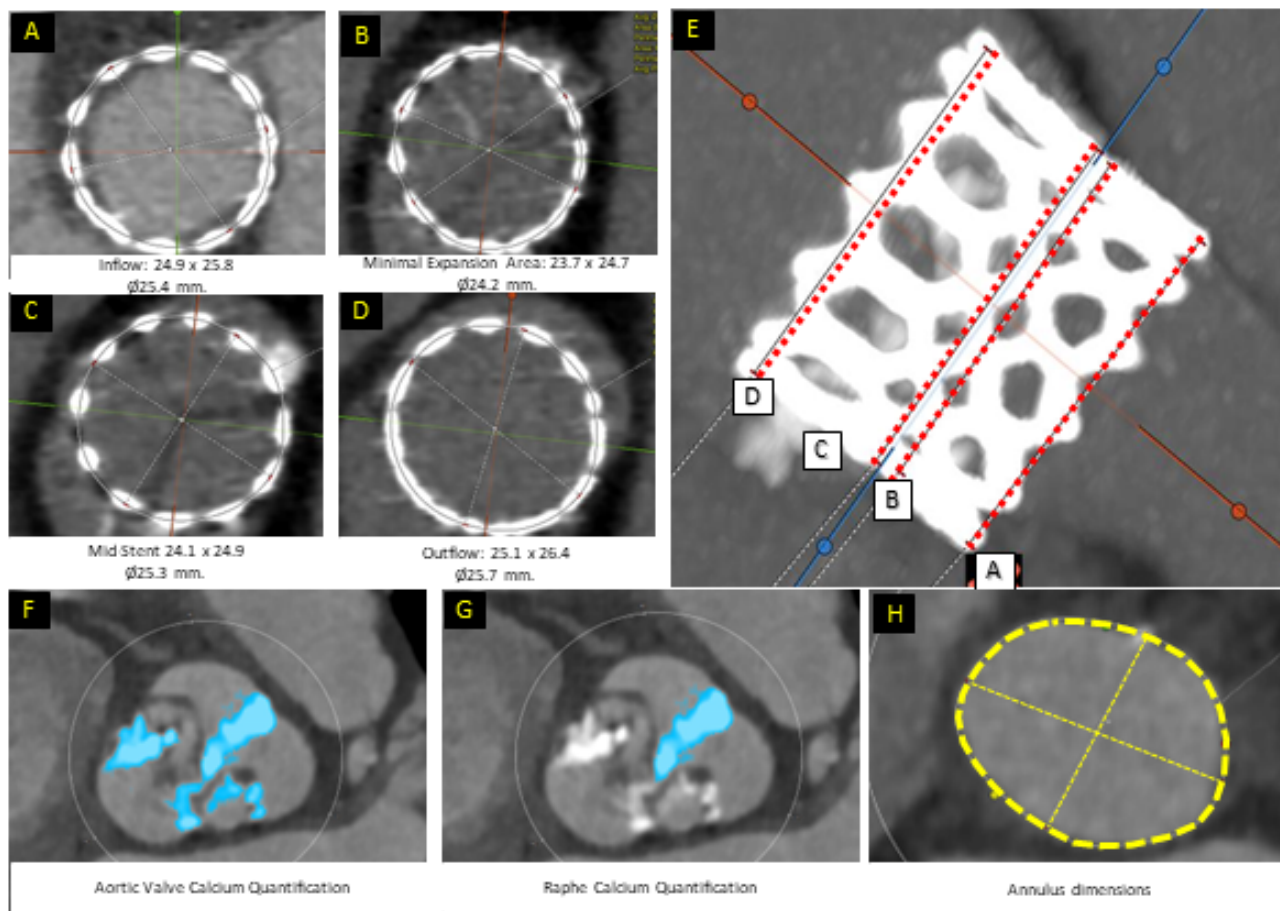 A
B
E
Inflow: 24.9 x 25.8
Ø25.4 mm.
Minimal Expansion Area: 23.7 x 24.7
Ø24.2 mm.
C
D
Mid Stent 24.1 x 24.9
Ø25.3 mm.
Outflow: 25.1 x 26.4
Ø25.7 mm.
D
C
B
A
F
G
H
Aortic Valve Calcium Quantification
Raphe Calcium Quantification
Annulus dimensions